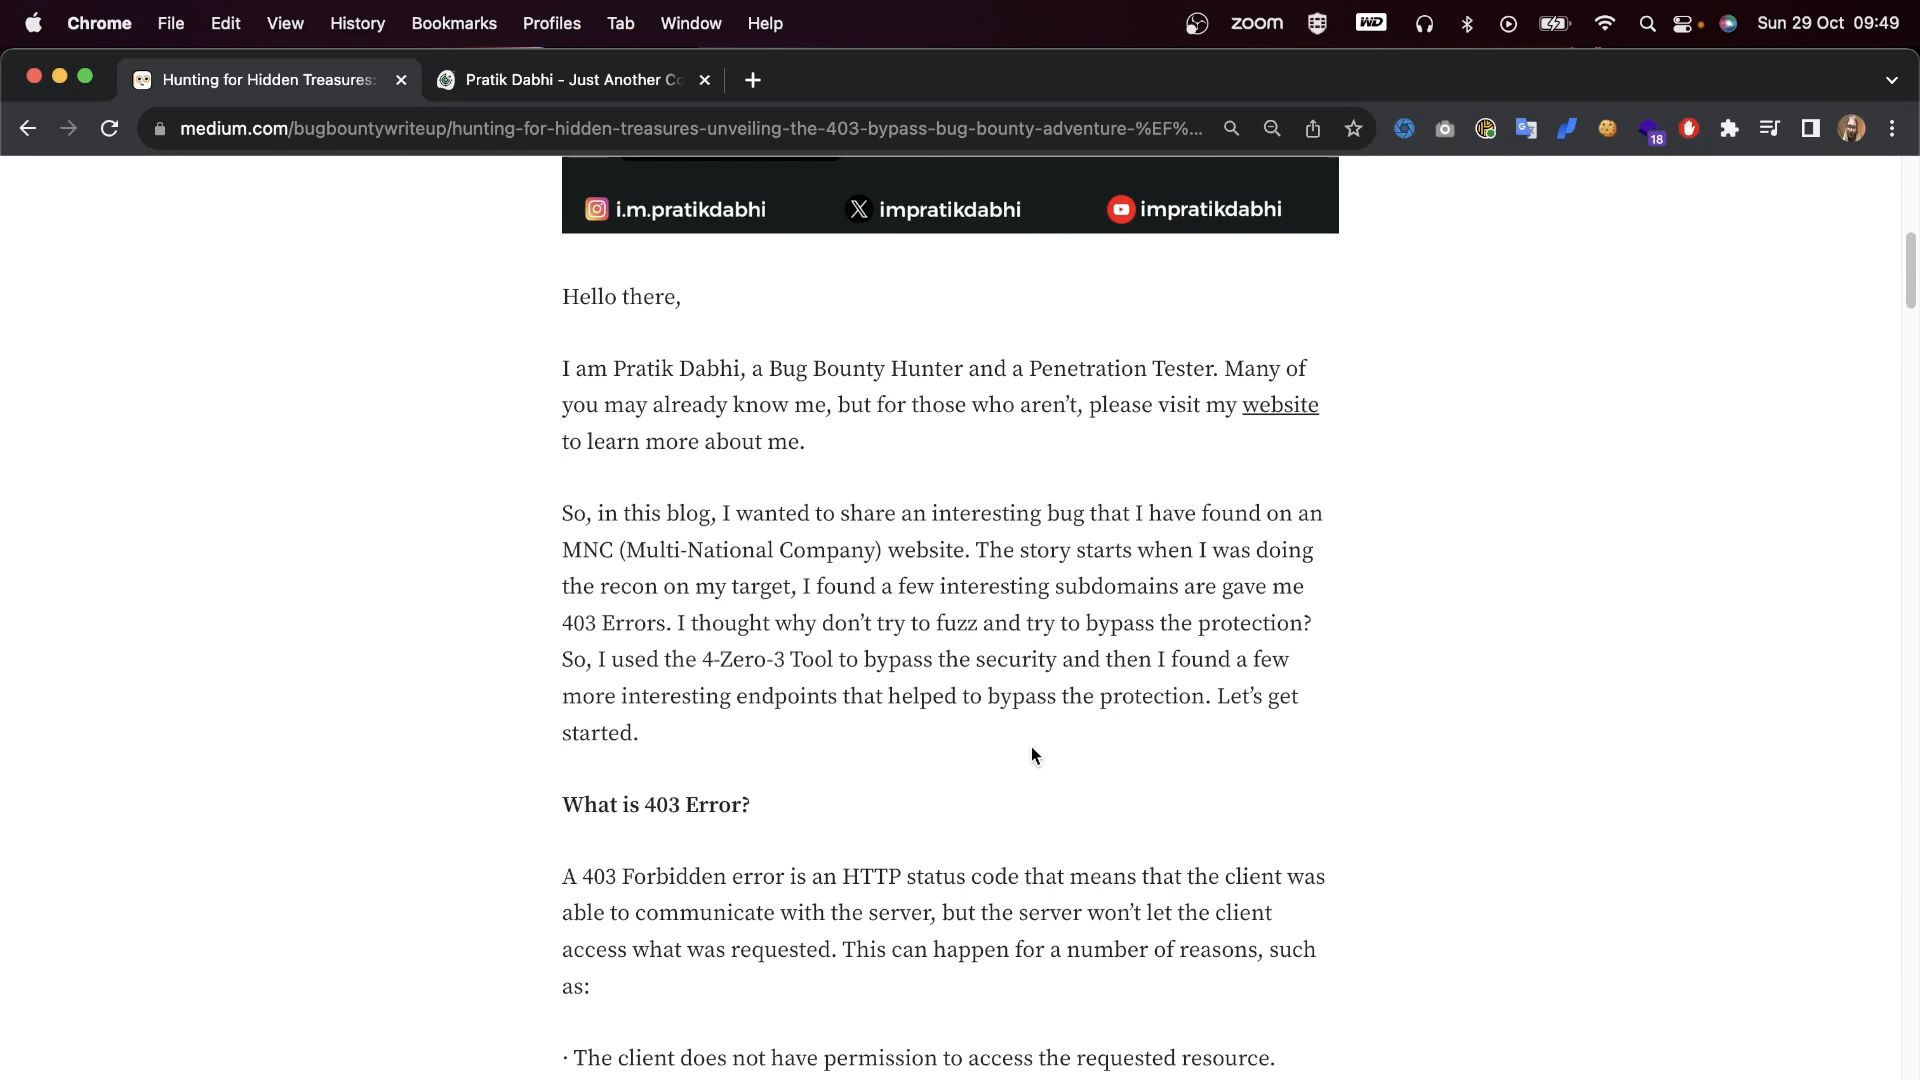 Chrome File Edit View History Bookmarks Profiles Tab Window Help zoom WD Sun 29 Oct 09:49
Hunting for Hidden Treasures: Pratik Dabhi – Just Another Co
medium.com/bugbountywriteup/hunting-for-hidden-treasures-unveiling-the-403-bypass-bug-bounty-adventure-%EF%... 18
i.m.pratikdabhi impratikdabhi impratikdabhi
Hello there,
I am Pratik Dabhi, a Bug Bounty Hunter and a Penetration Tester. Many of
you may already know me, but for those who aren’t, please visit my website
to learn more about me.
So, in this blog, I wanted to share an interesting bug that I have found on an
MNC (Multi-National Company) website. The story starts when I was doing
the recon on my target, I found a few interesting subdomains are gave me
403 Errors. I thought why don’t try to fuzz and try to bypass the protection?
So, I used the 4-Zero-3 Tool to bypass the security and then I found a few
more interesting endpoints that helped to bypass the protection. Let’s get
started.
What is 403 Error?
A 403 Forbidden error is an HTTP status code that means that the client was
able to communicate with the server, but the server won’t let the client
access what was requested. This can happen for a number of reasons, such
as:
· The client does not have permission to access the requested resource.